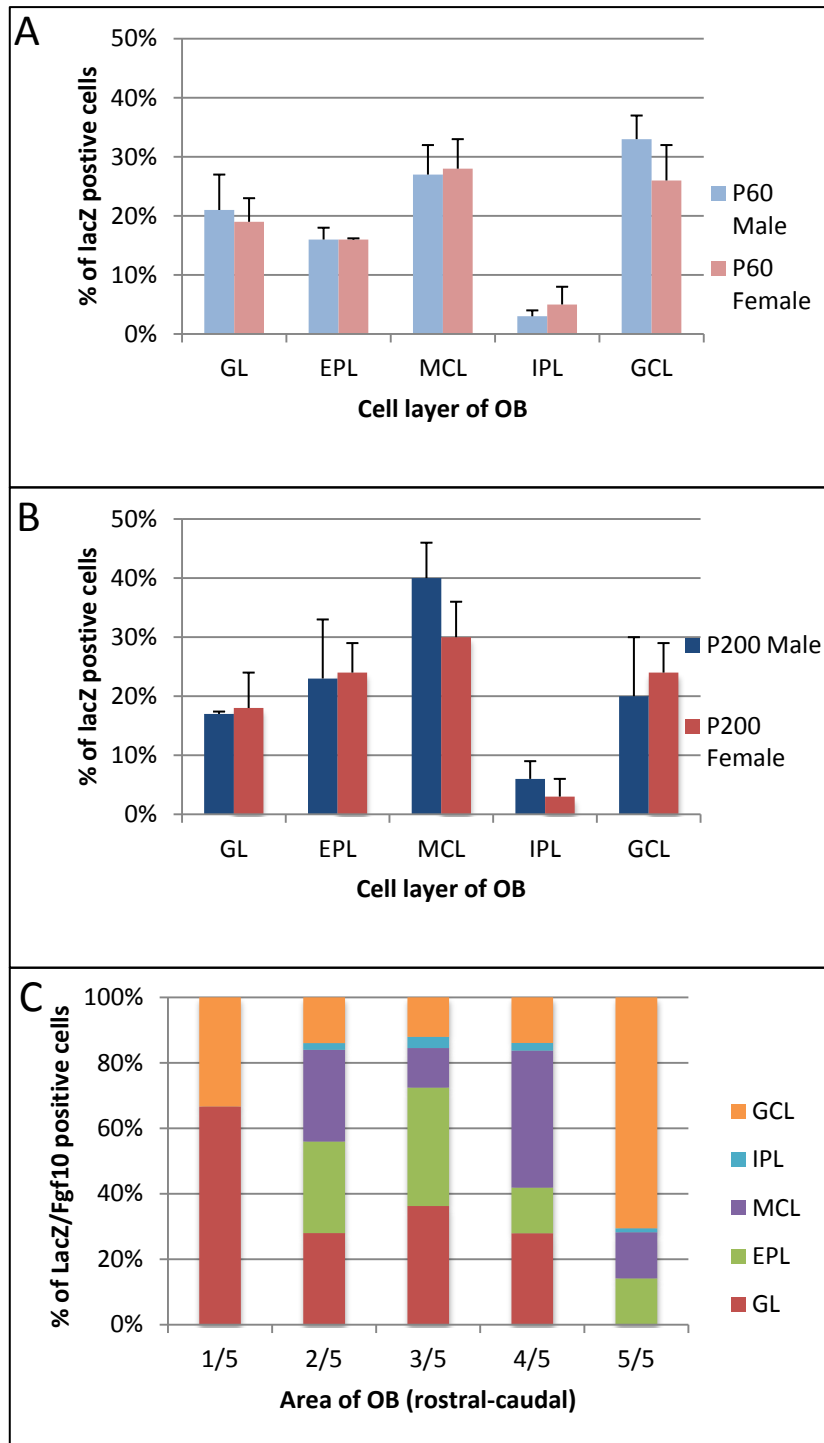 A
% of lacZ postive cells
50%
40%
30%
20%
10%
0%
GL EPL MCL IPL GCL
Cell layer of OB
P60
Male
P60
Female
B
% of lacZ postive cells
50%
40%
30%
20%
10%
0%
GL EPL MCL IPL GCL
Cell layer of OB
P200 Male
P200
Female
C
% of LacZ/Fgf10 positive cells
100%
80%
60%
40%
20%
0%
1/5 2/5 3/5 4/5 5/5
Area of OB (rostral-caudal)
GCL
IPL
MCL
EPL
GL